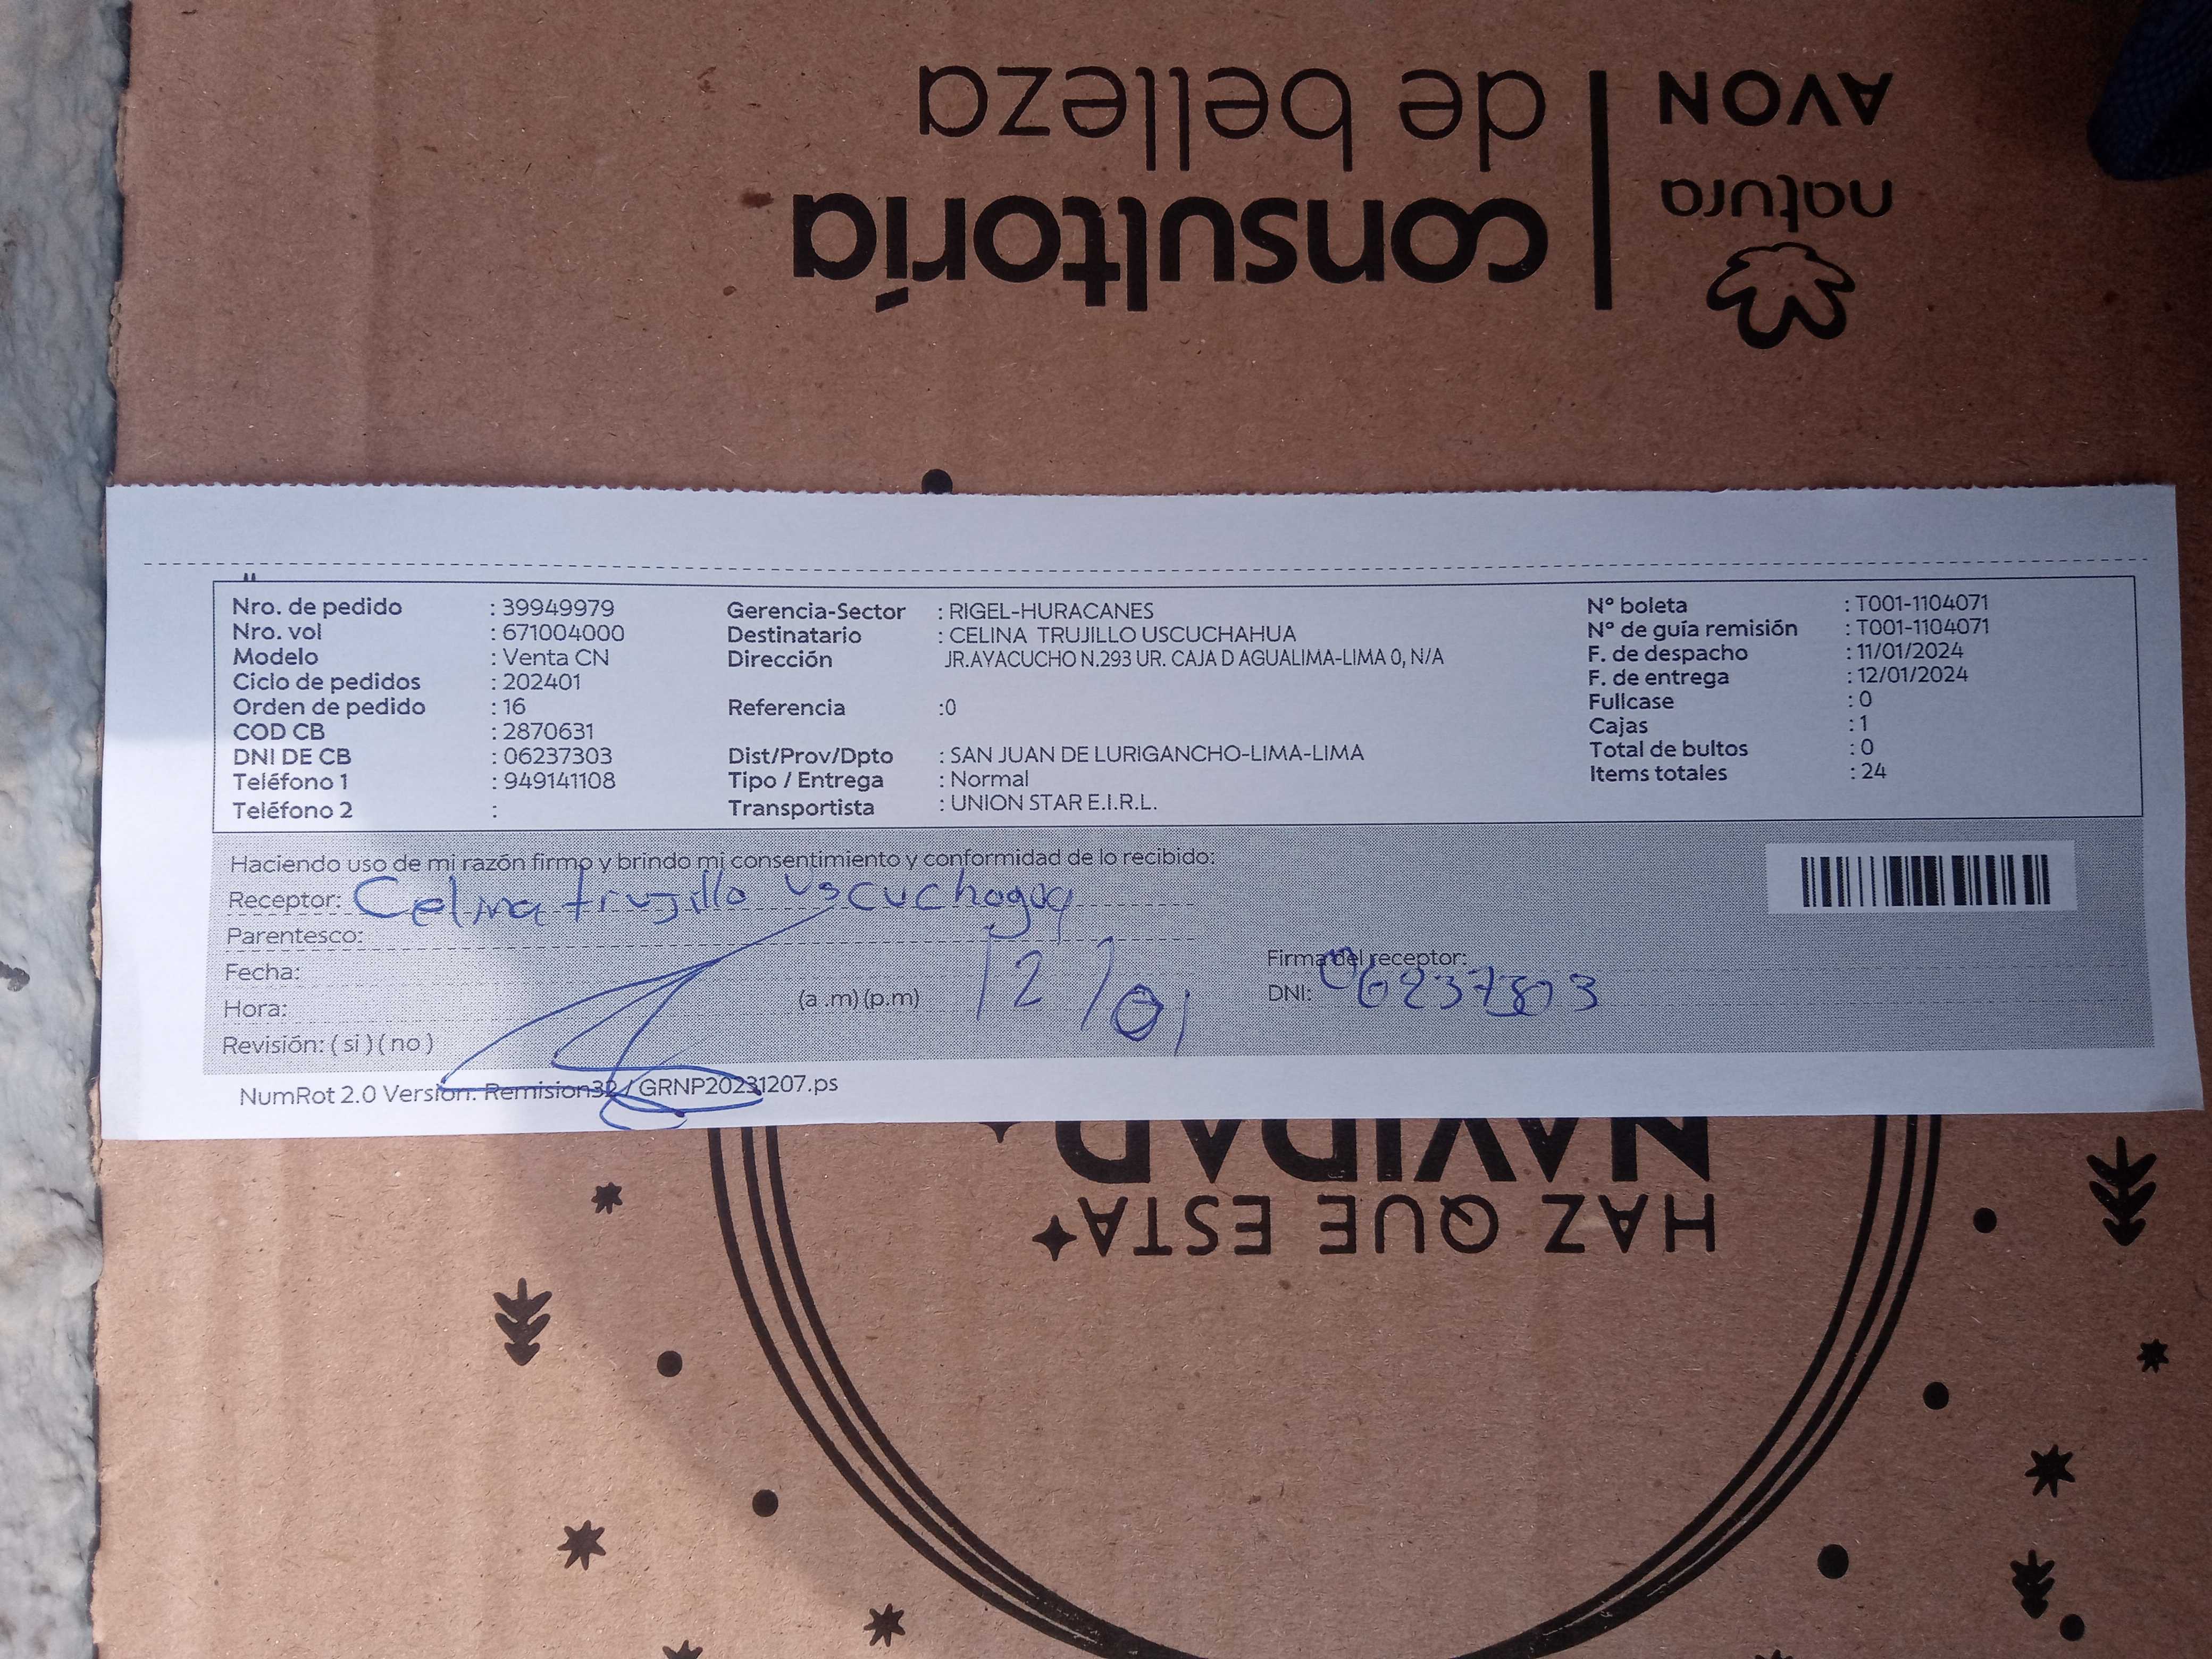 AVON
natura
de belleza
consultoría
Nro. de pedido : 39949979
Nro. vol : 671004000
Modelo : Venta CN
Ciclo de pedidos : 202401
Orden de pedido : 16
COD CB : 2870631
DNI DE CB : 06237303
Teléfono 1 : 949141108
Teléfono 2 :
Gerencia-Sector : RIGEL-HURACANES
Destinatario : CELINA TRUJILLO USCUCHAHUA
Dirección JR.AYACUCHO N.293 UR. CAJA D AGUALIMA-LIMA 0, N/A
Referencia :0
Dist/Prov/Dpto : SAN JUAN DE LURIGANCHO-LIMA-LIMA
Tipo / Entrega : Normal
Transportista : UNION STAR E.I.R.L.
N° boleta : T001-1104071
N° de guía remisión : T001-1104071
F. de despacho : 11/01/2024
F. de entrega : 12/01/2024
Fullcase : 0
Cajas : 1
Total de bultos : 0
Items totales : 24
Haciendo uso de mi razón firmo y brindo mi consentimiento y conformidad de lo recibido:
Receptor: Celina trujillo
Parentesco:
Fecha:
Hora: (a .m) (p.m) 12/01
Revisión: ( si ) ( no )
Firma del receptor:
DNI: 06237303
NumRot 2.0 Version: Remision32 / GRNP20231207.ps
NAVIDAD
HAZ QUE ESTA